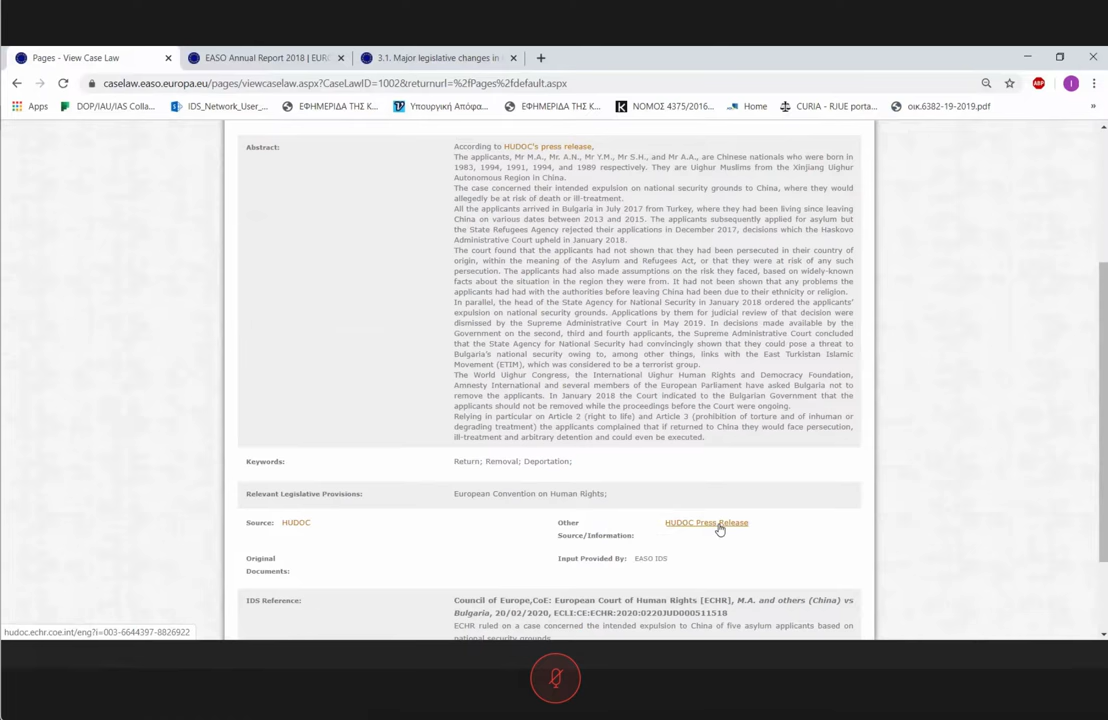 Pages - View Case Law
EASO Annual Report 2018 | EURO
3.1. Major legislative changes in
caselaw.easo.europa.eu/pages/viewcaselaw.aspx?CaseLawID=1002&returnurl=%2fPages%2fdefault.aspx
ABP
I
Apps
DOP/IAU/IAS Colla...
IDS_Network_User_...
ΕΦΗΜΕΡΙΔΑ ΤΗΣ Κ...
Υπουργική Απόφα...
ΕΦΗΜΕΡΙΔΑ ΤΗΣ Κ...
ΝΟΜΟΣ 4375/2016...
Home
CURIA - RJUE porta...
οικ.6382-19-2019.pdf
Abstract:
According to HUDOC's press release,
The applicants, Mr M.A., Mr. A.N., Mr Y.M., Mr S.H., and Mr A.A., are Chinese nationals who were born in
1983, 1994, 1991, 1994, and 1989 respectively. They are Uighur Muslims from the Xinjiang Uighur
Autonomous Region in China.
The case concerned their intended expulsion on national security grounds to China, where they would
allegedly be at risk of death or ill-treatment.
All the applicants arrived in Bulgaria in July 2017 from Turkey, where they had been living since leaving
China on various dates between 2013 and 2015. The applicants subsequently applied for asylum but
the State Refugees Agency rejected their applications in December 2017, decisions which the Haskovo
Administrative Court upheld in January 2018.
The court found that the applicants had not shown that they had been persecuted in their country of
origin, within the meaning of the Asylum and Refugees Act, or that they were at risk of any such
persecution. The applicants had also made assumptions on the risk they faced, based on widely-known
facts about the situation in the region they were from. It had not been shown that any problems the
applicants had had with the authorities before leaving China had been due to their ethnicity or religion.
In parallel, the head of the State Agency for National Security in January 2018 ordered the applicants'
expulsion on national security grounds. Applications by them for judicial review of that decision were
dismissed by the Supreme Administrative Court in May 2019. In decisions made available by the
Government on the second, third and fourth applicants, the Supreme Administrative Court concluded
that the State Agency for National Security had convincingly shown that they could pose a threat to
Bulgaria's national security owing to, among other things, links with the East Turkistan Islamic
Movement (ETIM), which was considered to be a terrorist group.
The World Uighur Congress, the International Uighur Human Rights and Democracy Foundation,
Amnesty International and several members of the European Parliament have asked Bulgaria not to
remove the applicants. In January 2018 the Court indicated to the Bulgarian Government that the
applicants should not be removed while the proceedings before the Court were ongoing.
Relying in particular on Article 2 (right to life) and Article 3 (prohibition of torture and of inhuman or
degrading treatment) the applicants complained that if returned to China they would face persecution,
ill-treatment and arbitrary detention and could even be executed.
Keywords:
Return; Removal; Deportation;
Relevant Legislative Provisions:
European Convention on Human Rights;
Source: HUDOC
Other
Source/Information:
HUDOC Press Release
Original
Documents:
Input Provided By: EASO IDS
IDS Reference:
Council of Europe,CoE: European Court of Human Rights [ECHR], M.A. and others (China) vs
Bulgaria, 20/02/2020, ECLI:CE:ECHR:2020:0220JUD000511518
ECHR ruled on a case concerned the intended expulsion to China of five asylum applicants based on
national security grounds
hudoc.echr.coe.int/eng?i=003-6644397-8826922